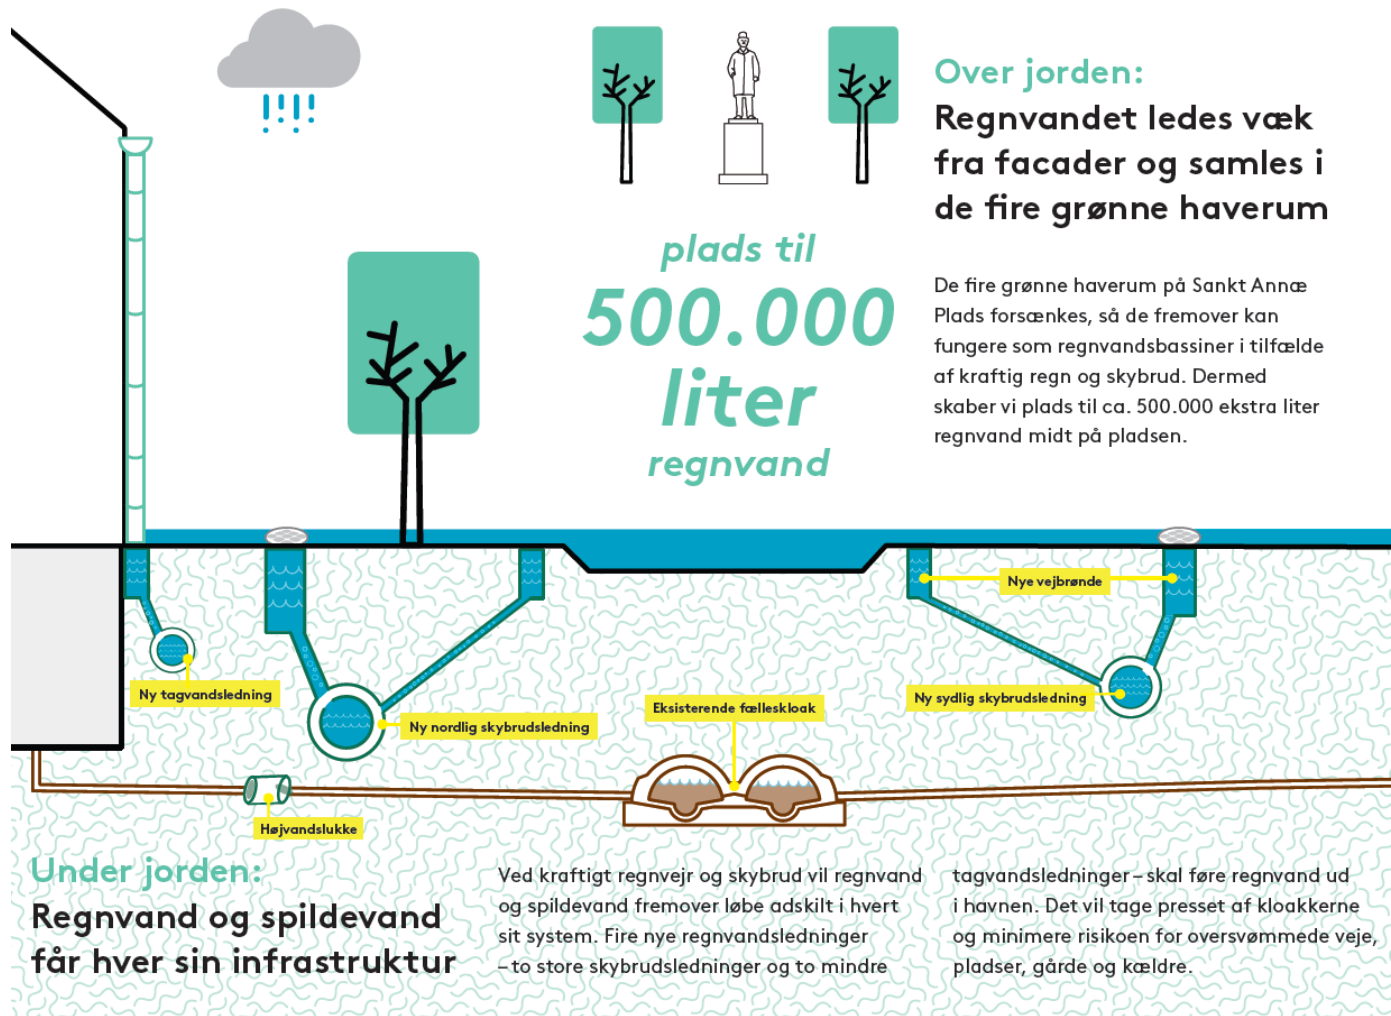 Over jorden:
Regnvandet ledes væk
fra facader og samles i
de fire grønne haverum
plads til
500.000
liter
regnvand
De fire grønne haverum på Sankt Annæ
Plads forsænkes, så de fremover kan
fungere som regnvandsbassiner i tilfælde
af kraftig regn og skybrud. Dermed
skaber vi plads til ca. 500.000 ekstra liter
regnvand midt på pladsen.
Nye vejbrønde
Ny tagvandsledning
Ny nordlig skybrudsledning
Eksisterende fælleskloak
Ny sydlig skybrudsledning
Højvandslukke
Under jorden:
Regnvand og spildevand
får hver sin infrastruktur
Ved kraftigt regnvejr og skybrud vil regnvand
og spildevand fremover løbe adskilt i hvert
sit system. Fire nye regnvandsledninger
– to store skybrudsledninger og to mindre
tagvandsledninger – skal føre regnvand ud
i havnen. Det vil tage presset af kloakkerne
og minimere risikoen for oversvømmede veje,
pladser, gårde og kældre.